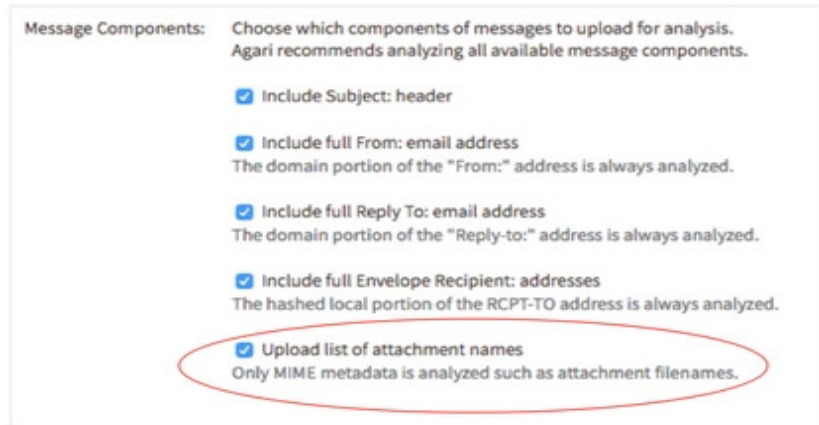 Message Components: Choose which components of messages to upload for analysis.
Agari recommends analyzing all available message components.
Include Subject: header
Include full From: email address
The domain portion of the "From:" address is always analyzed.
Include full Reply To: email address
The domain portion of the "Reply-to:" address is always analyzed.
Include full Envelope Recipient: addresses
The hashed local portion of the RCPT-TO address is always analyzed.
Upload list of attachment names
Only MIME metadata is analyzed such as attachment filenames.